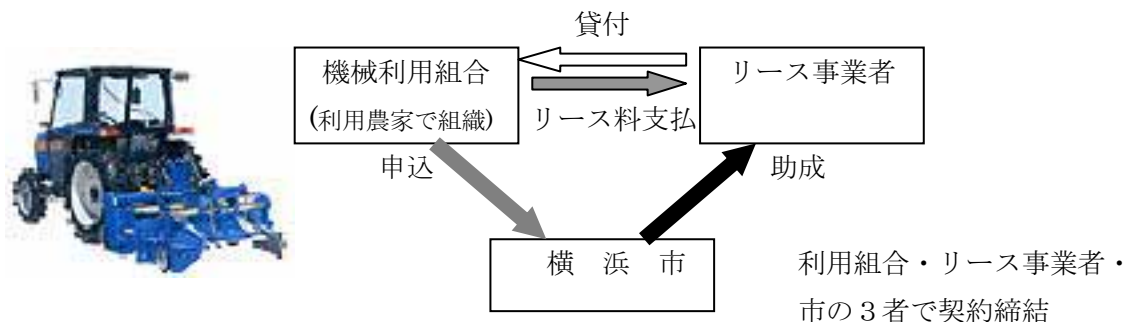 貸付
機械利用組合
(利用農家で組織)
リース事業者
リース料支払
申込
助成
横 浜 市
利用組合・リース事業者・
市の３者で契約締結